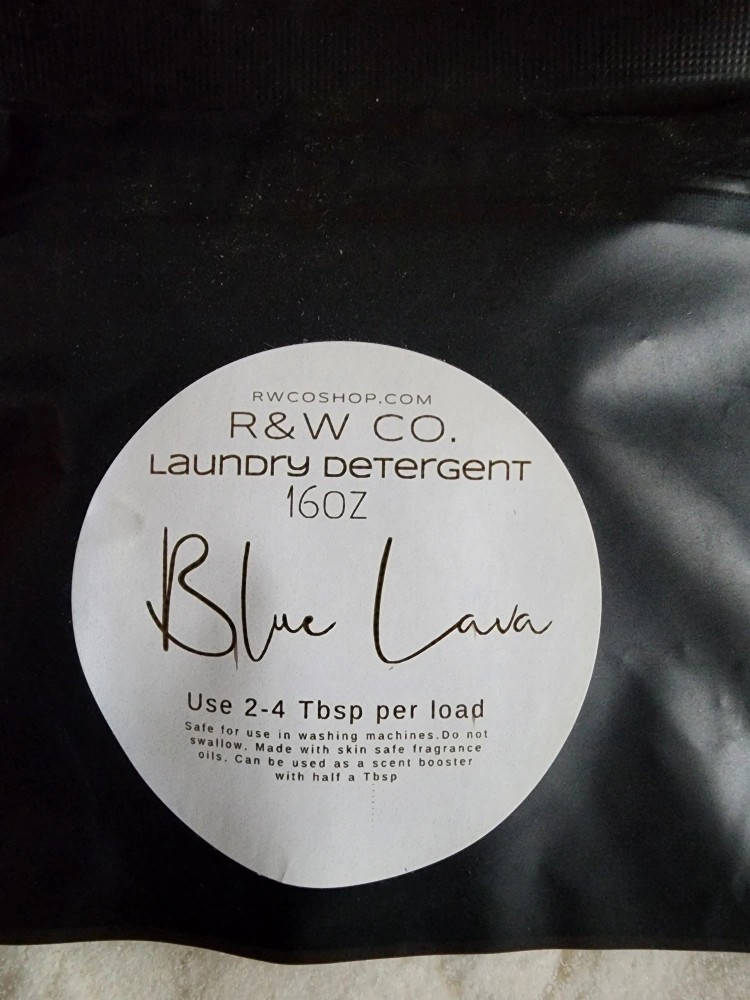 RWCOSHOP.COM
R&W CO.
Laundry Detergent
16oz
Blue Lava
Use 2-4 Tbsp per load
Safe for use in washing machines.Do not
swallow. Made with skin safe fragrance
oils. Can be used as a scent booster
with half a Tbsp